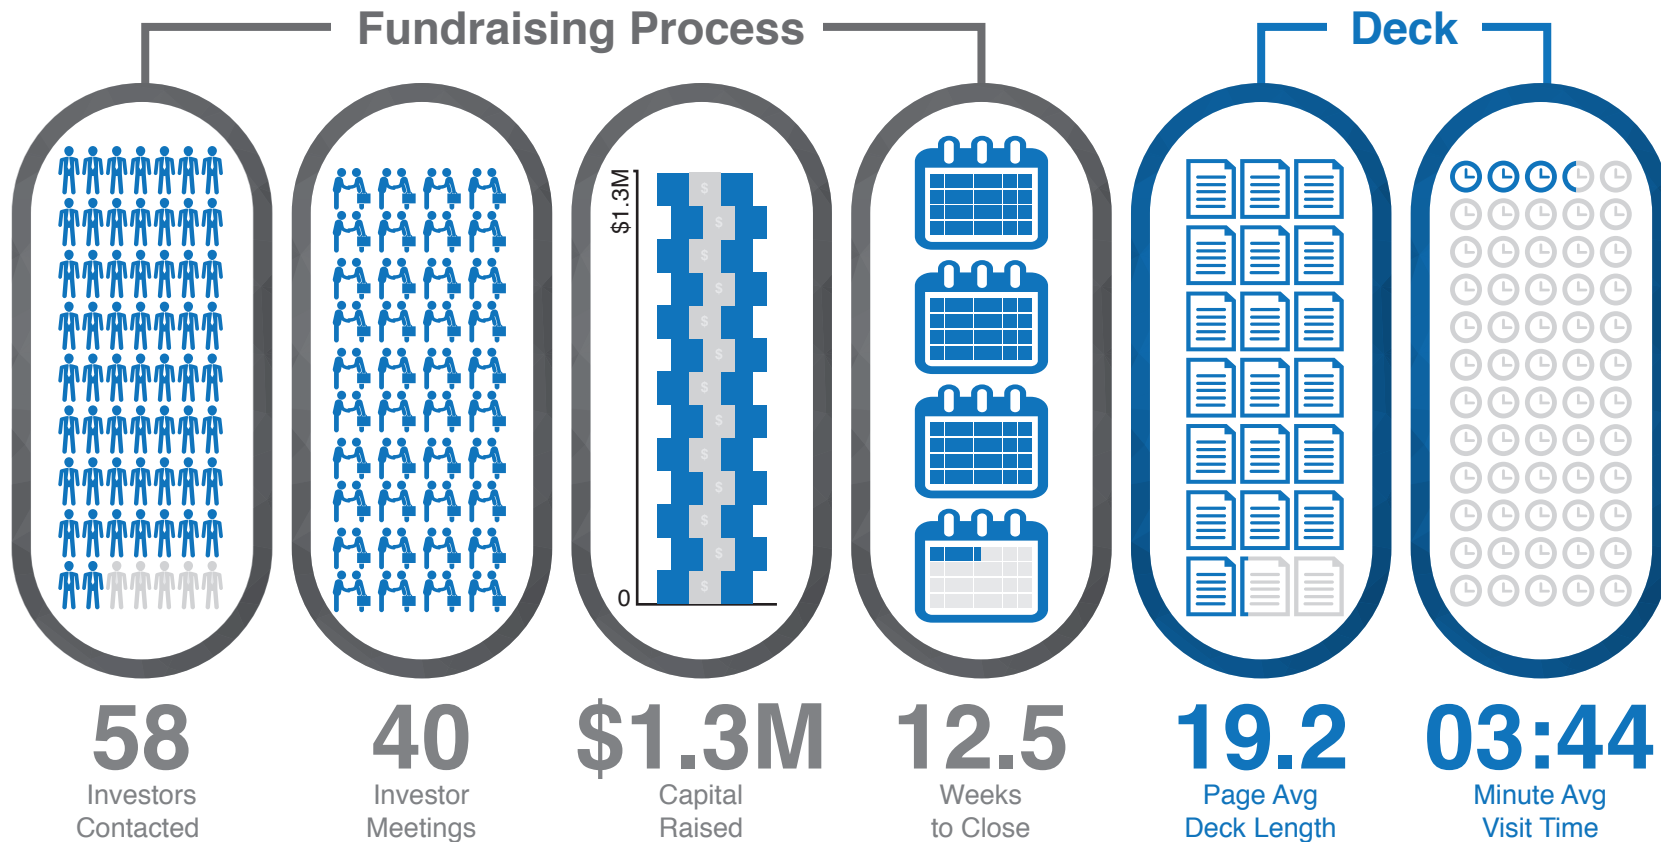 Fundraising Process
Deck
$1.3M
0
$
$
$
$
$
$
$
$
$
$
$
$
$
58
Investors
Contacted
40
Investor
Meetings
$1.3M
Capital
Raised
12.5
Weeks
to Close
19.2
Page Avg
Deck Length
03:44
Minute Avg
Visit Time